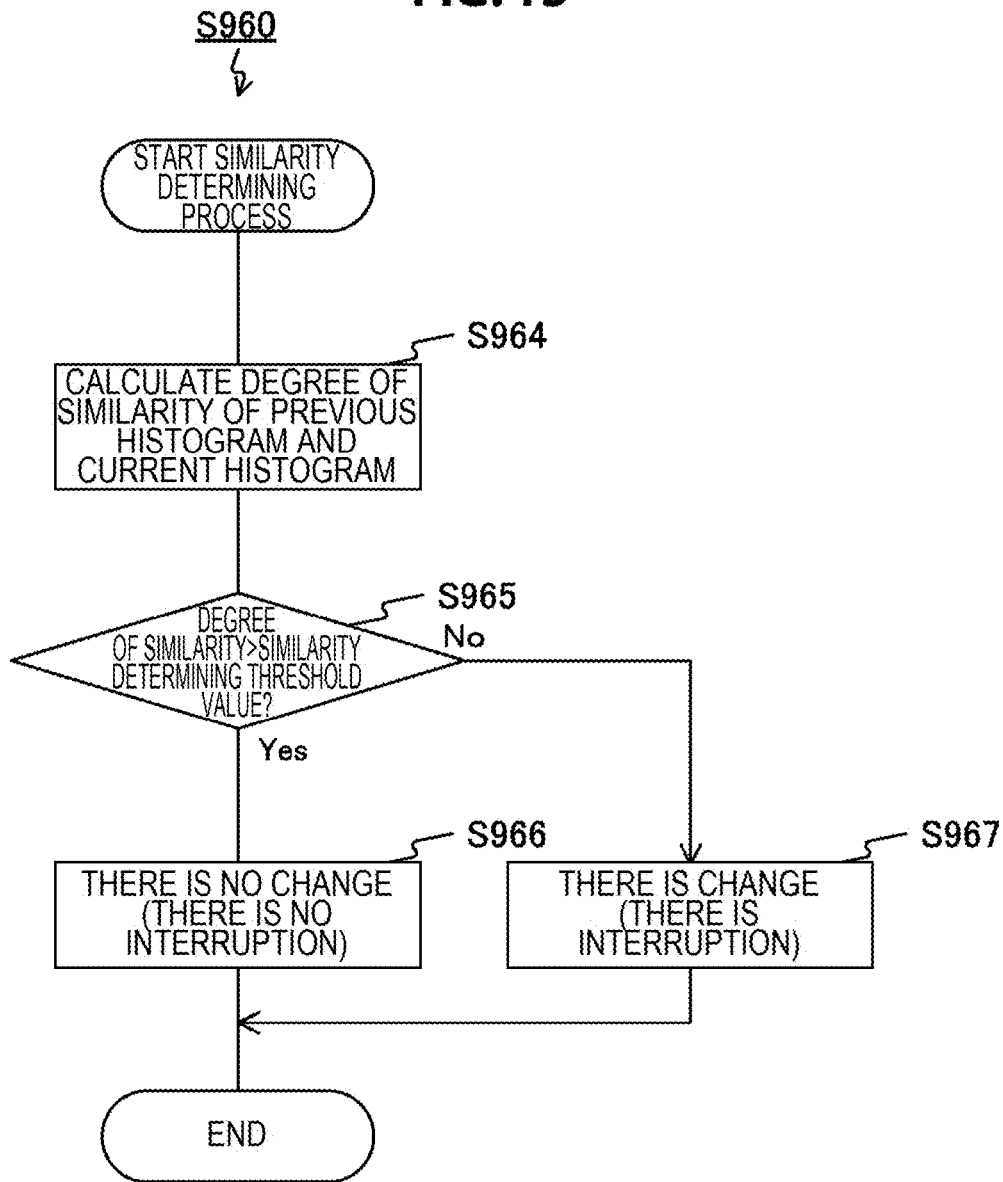 S960
START SIMILARITY
DETERMINING
PROCESS
S964
CALCULATE DEGREE OF
SIMILARITY OF PREVIOUS
HISTOGRAM AND
CURRENT HISTOGRAM
S965
DEGREE
OF SIMILARITY>SIMILARITY
DETERMINING THRESHOLD
VALUE?
No
Yes
S966
THERE IS NO CHANGE
(THERE IS NO
INTERRUPTION)
S967
THERE IS CHANGE
(THERE IS
INTERRUPTION)
END